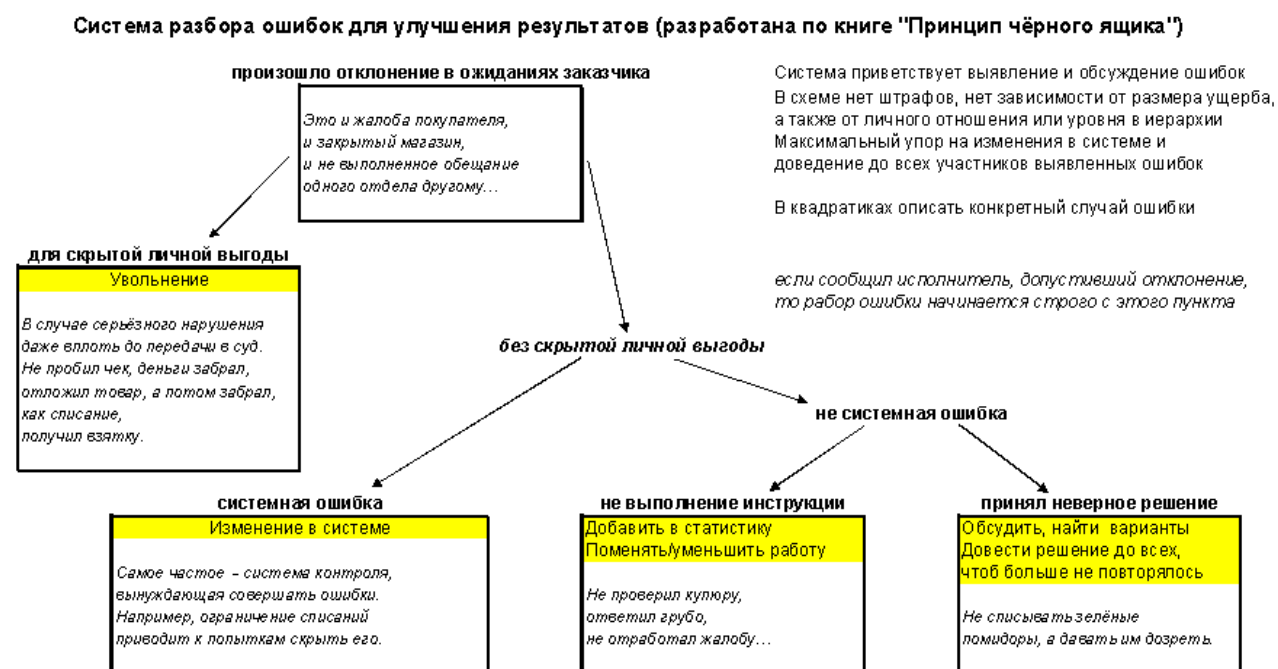 Система разбора ошибок для улучшения результатов (разработана по книге "Принцип чёрного ящика")
произошло отклонение в ожиданиях заказчика
Это и жалоба покупателя,
и закрытый магазин,
и не выполненное обещание
одного отдела другому...
Система приветствует выявление и обсуждение ошибок
В схеме нет штрафов, нет зависимости от размера ущерба,
а также от личного отношения или уровня в иерархии
Максимальный упор на изменения в системе и
доведение до всех участников выявленных ошибок
В квадратиках описать конкретный случай ошибки
если сообщил исполнитель, допустивший отклонение,
то рабор ошибки начинается строго с этого пункта
для скрытой личной выгоды
Увольнение
В случае серьёзного нарушения
даже вплоть до передачи в суд.
Не пробил чек, деньги забрал,
отложил товар, а потом забрал,
как списание,
получил взятку.
без скрытой личной выгоды
не системная ошибка
системная ошибка
Изменение в системе
Самое частое – система контроля,
вынуждающая совершать ошибки.
Например, ограничение списаний
приводит к попыткам скрыть его.
не выполнение инструкции
Добавить в статистику
Поменять/уменьшить работу
Не проверил купюру,
ответил грубо,
не отработал жалобу...
принял неверное решение
Обсудить, найти варианты
Довести решение до всех,
чтоб больше не повторялось
Не списывать зелёные
помидоры, а давать им дозреть.